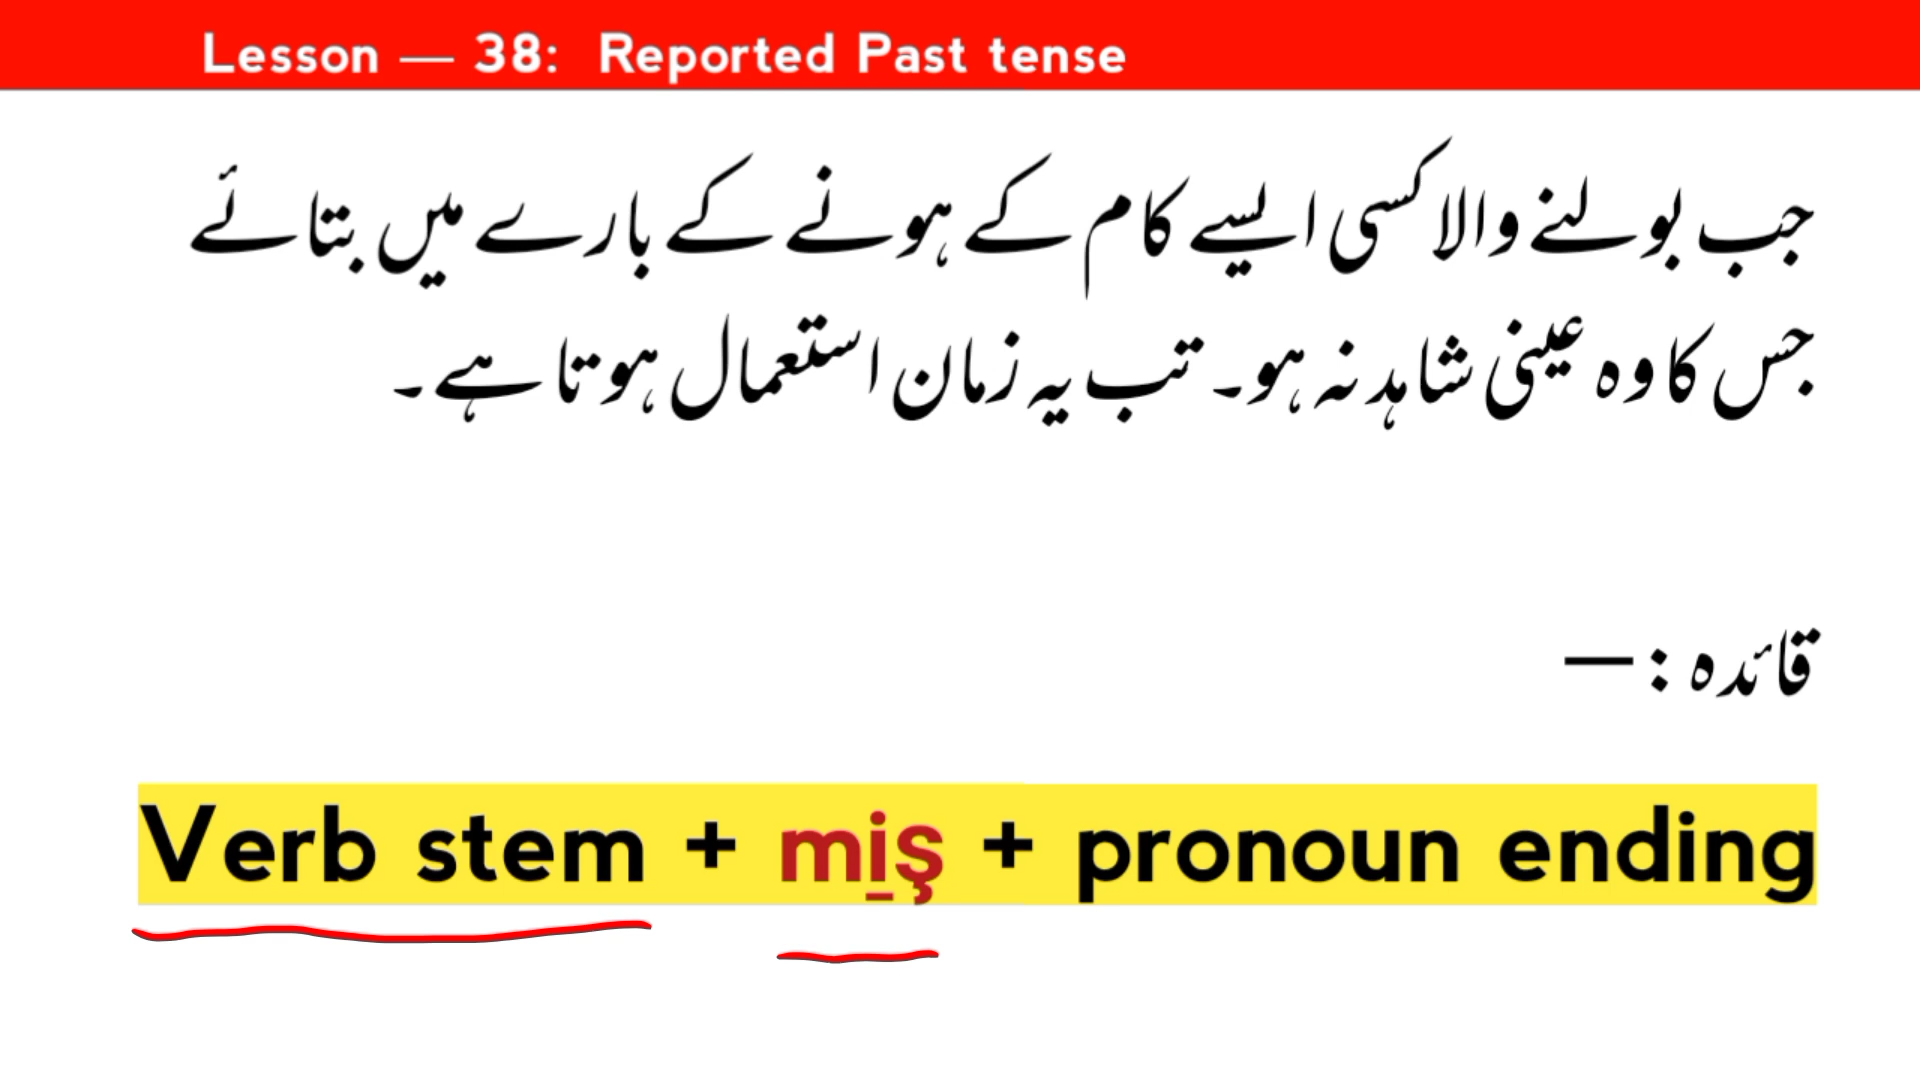 Lesson — 38: Reported Past tense
جب بولنے والا کسی ایسے کام کے ہونے کے بارے میں بتائے
جس کا وہ عینی شاہد نہ ہو۔ تب یہ زمان استعمال ہوتا ہے۔
قائدہ : —
Verb stem + mi̱ş + pronoun ending